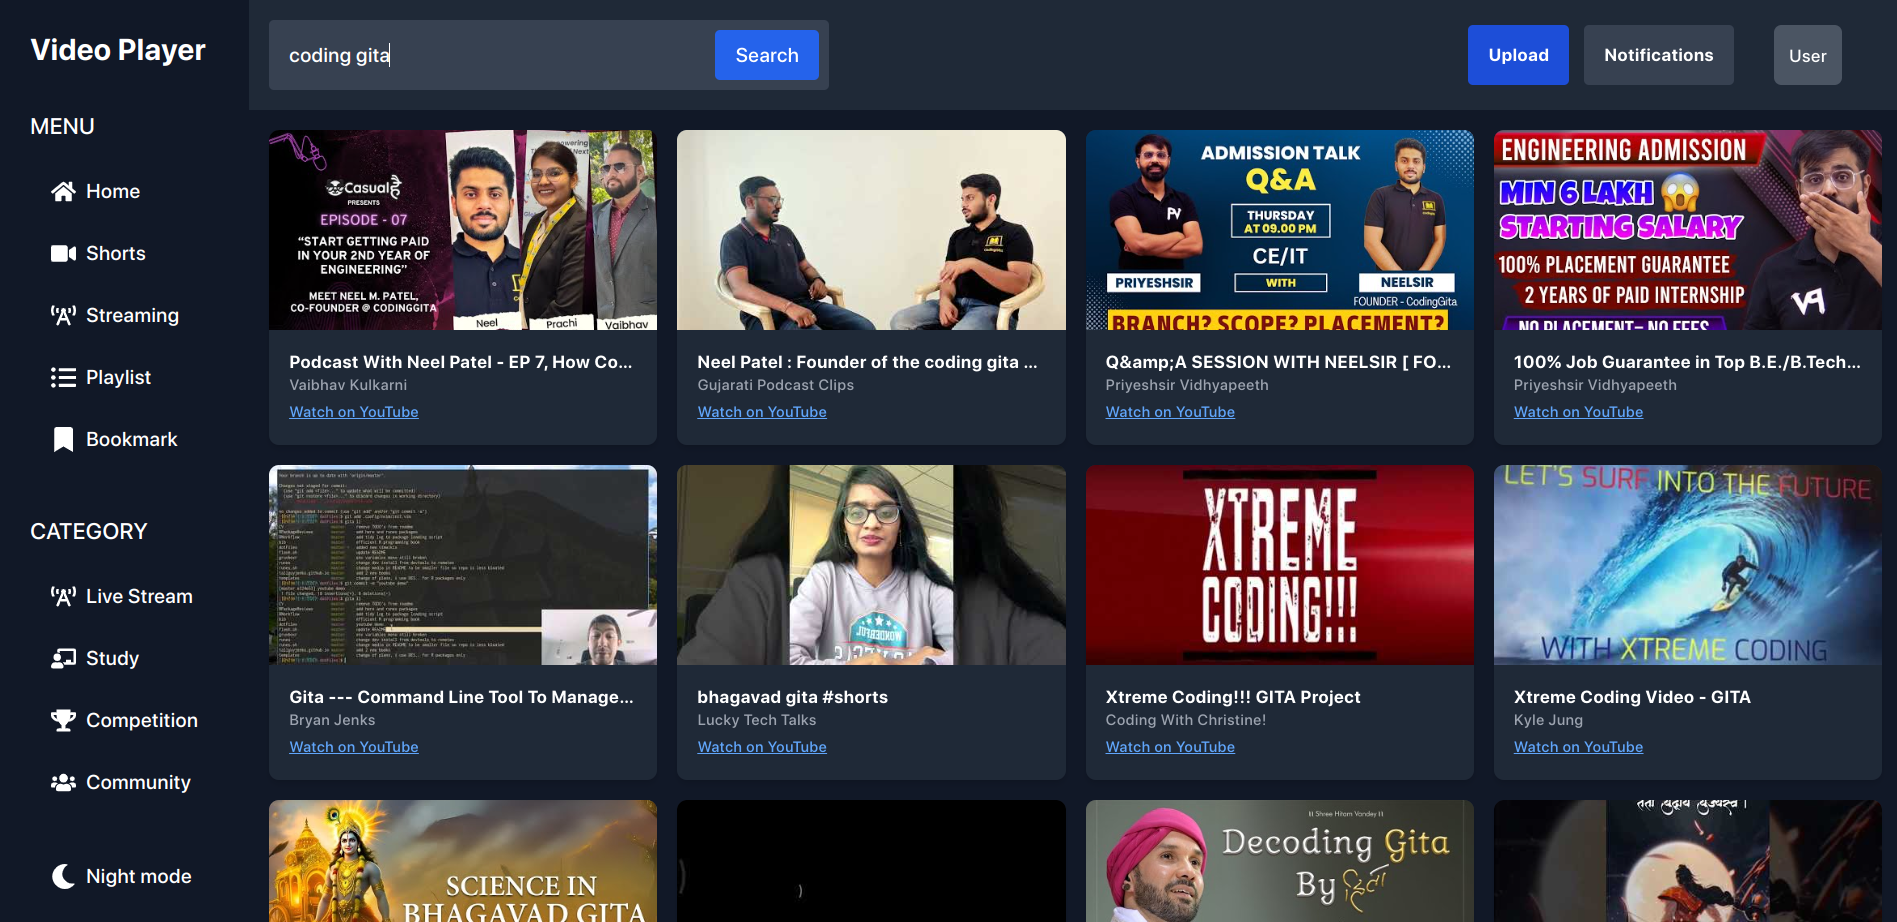 Video Player
coding gita
Search
Upload
Notifications
User
MENU
Home
Shorts
Streaming
Playlist
Bookmark
CATEGORY
Live Stream
Study
Competition
Community
Night mode
Casualहै
PRESENTS
EPISODE - 07
“START GETTING PAID
IN YOUR 2ND YEAR OF
ENGINEERING”
MEET NEEL M. PATEL,
CO-FOUNDER @ CODINGGITA
Neel
Prachi
Vaibhav
Podcast With Neel Patel - EP 7, How Co...
Vaibhav Kulkarni
Watch on YouTube
Neel Patel : Founder of the coding gita ...
Gujarati Podcast Clips
Watch on YouTube
ADMISSION TALK
Q&A
THURSDAY
AT 09.00 PM
CE/IT
WITH
PRIYESHSIR
NEELSIR
FOUNDER - CodingGita
BRANCH? SCOPE? PLACEMENT?
Q&amp;A SESSION WITH NEELSIR [ FO...
Priyeshsir Vidhyapeeth
Watch on YouTube
ENGINEERING ADMISSION
MIN 6 LAKH
STARTING SALARY
100% PLACEMENT GUARANTEE
2 YEARS OF PAID INTERNSHIP
NO PLACEMENT= NO FEES
100% Job Guarantee in Top B.E./B.Tech...
Priyeshsir Vidhyapeeth
Watch on YouTube
Gita --- Command Line Tool To Manage...
Bryan Jenks
Watch on YouTube
bhagavad gita #shorts
Lucky Tech Talks
Watch on YouTube
XTREME
CODING!!!
Xtreme Coding!!! GITA Project
Coding With Christine!
Watch on YouTube
LET'S SURF INTO THE FUTURE
WITH XTREME CODING
Xtreme Coding Video - GITA
Kyle Jung
Watch on YouTube
SCIENCE IN
BHAGAVAD GITA
|| Shree Hitam Vandey ||
Decoding Gita
By हिता